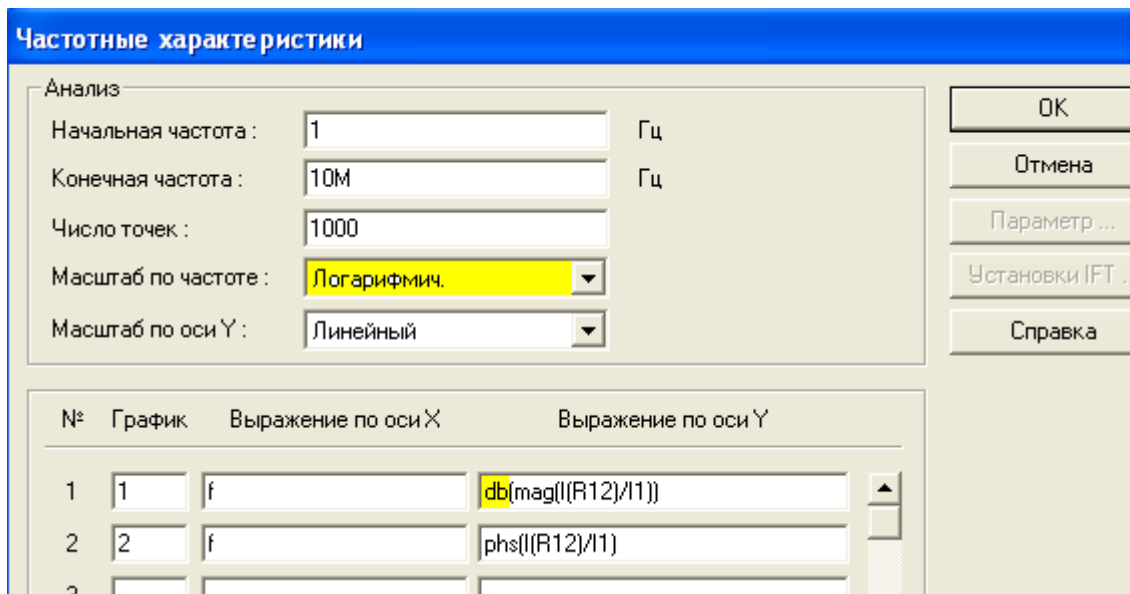 Частотные характеристики
Анализ
Начальная частота : 1 Гц
Конечная частота : 10M Гц
Число точек : 1000
Масштаб по частоте : Логарифмич.
Масштаб по оси Y : Линейный
OK
Отмена
Параметр ...
Установки IFT ..
Справка
№ График Выражение по оси X Выражение по оси Y
1 1 f db(mag(I(R12)/I1))
2 2 f phs(I(R12)/I1)